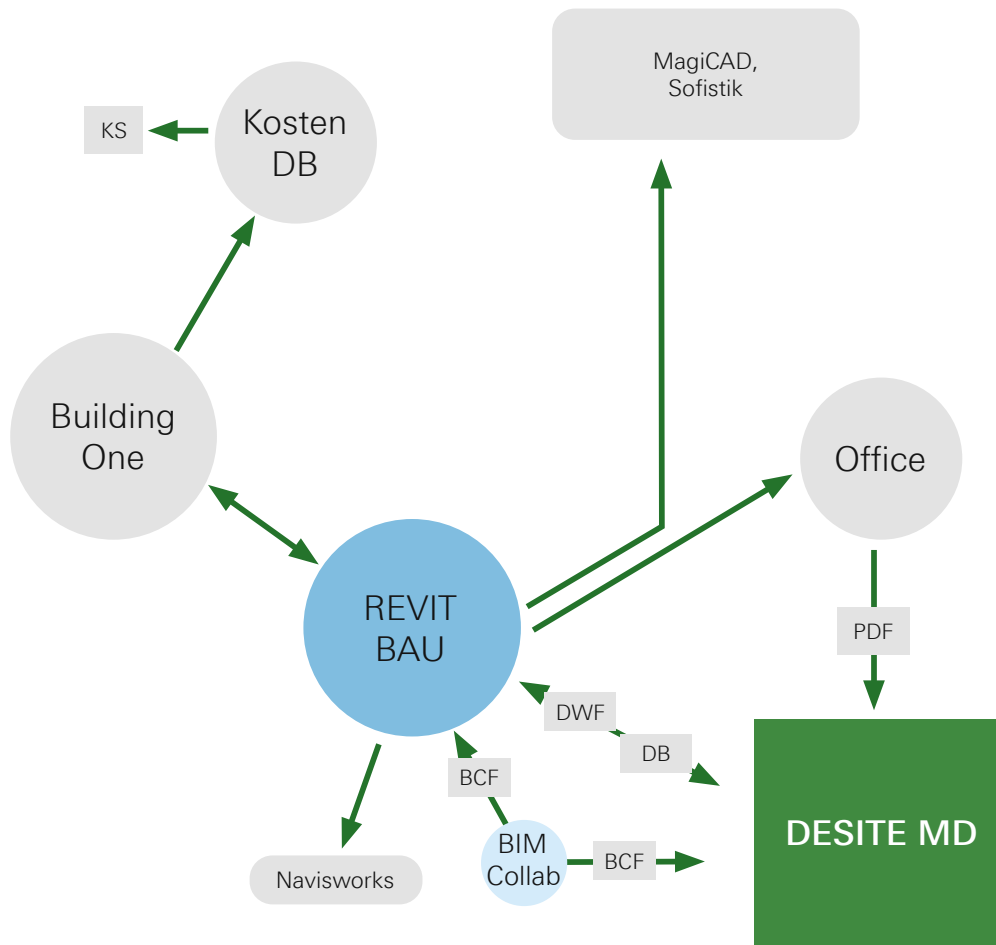 MagiCAD,
Sofistik
KS
Kosten
DB
Building
One
Office
REVIT
BAU
PDF
DWF
DB
BCF
DESITE MD
BIM
Collab
BCF
Navisworks